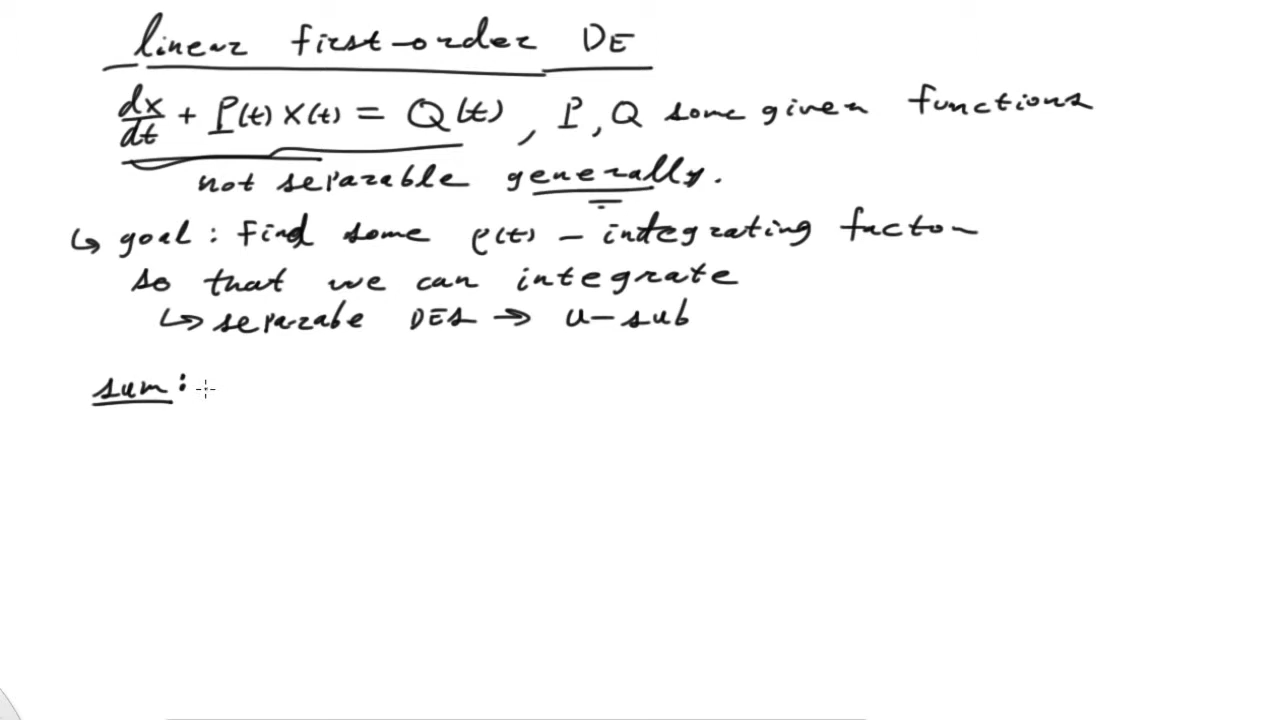 linear first-order DE
dx/dt + P(t) x(t) = Q(t), P, Q some given functions
not separable generally.
↳ goal: Find some ρ(t) – integrating factor
so that we can integrate
↳ separabe DEs → u-sub
sum: